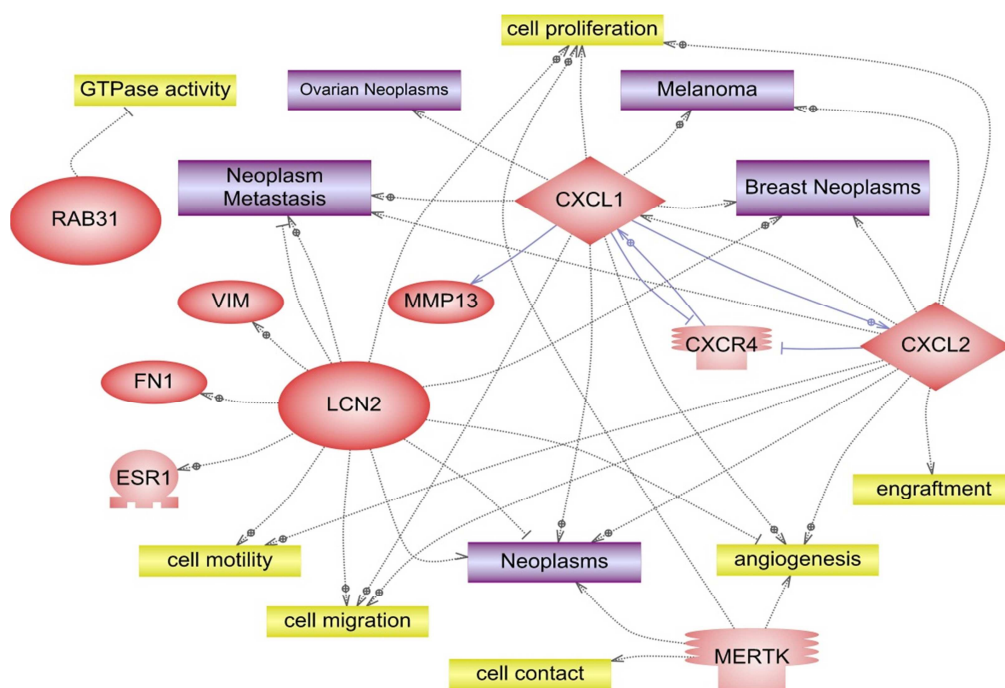 cell proliferation
GTPase activity
Ovarian Neoplasms
Melanoma
Neoplasm
Metastasis
CXCL1
Breast Neoplasms
RAB31
VIM
MMP13
CXCR4
CXCL2
FN1
LCN2
ESR1
engraftment
cell motility
Neoplasms
angiogenesis
cell migration
MERTK
cell contact